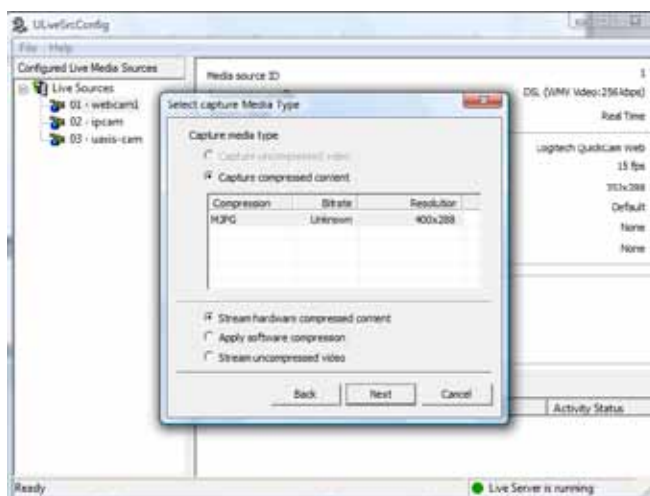 ULiveSrcConfig
File Help
Configured Live Media Sources
Live Sources
01 - webcam1
02 - ipcam
03 - uaxis-cam
Media source ID
1
DSL (WMV Video:256kbps)
Real Time
Logitech QuickCam Web
15 fps
352x288
Default
None
None
Select capture Media Type
Capture media type
Capture uncompressed video
Capture compressed content
Compression Bitrate Resolution
MJPG Unknown 400x288
Stream hardware compressed content
Apply software compression
Stream uncompressed video
Back Next Cancel
Activity Status
Ready
Live Server is running